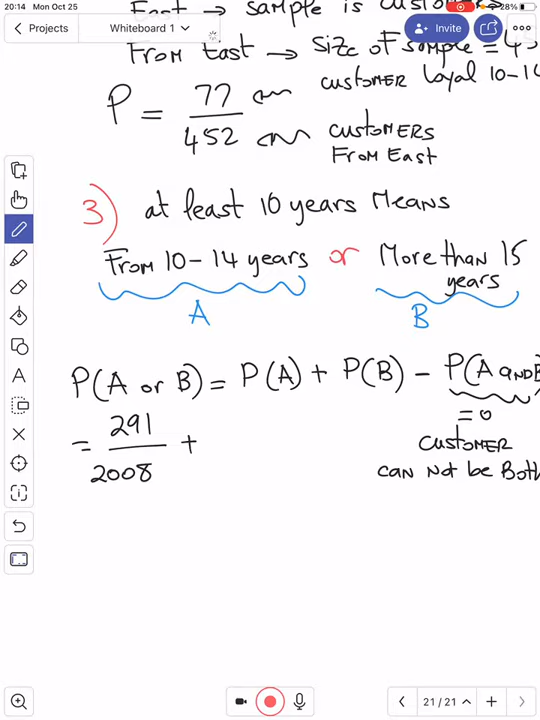 20:14 Mon Oct 25
28%
Projects
Whiteboard 1
Invite
East → sample is
From East → size of sample = 45
P = 77 / 452
customer Loyal 10-14
customers
From East
3) at least 10 years Means
From 10-14 years or More than 15
years
A
B
P(A or B) = P(A) + P(B) - P(A and B
= 0
= 291 / 2008 +
customer
can not be Both
A
21/21